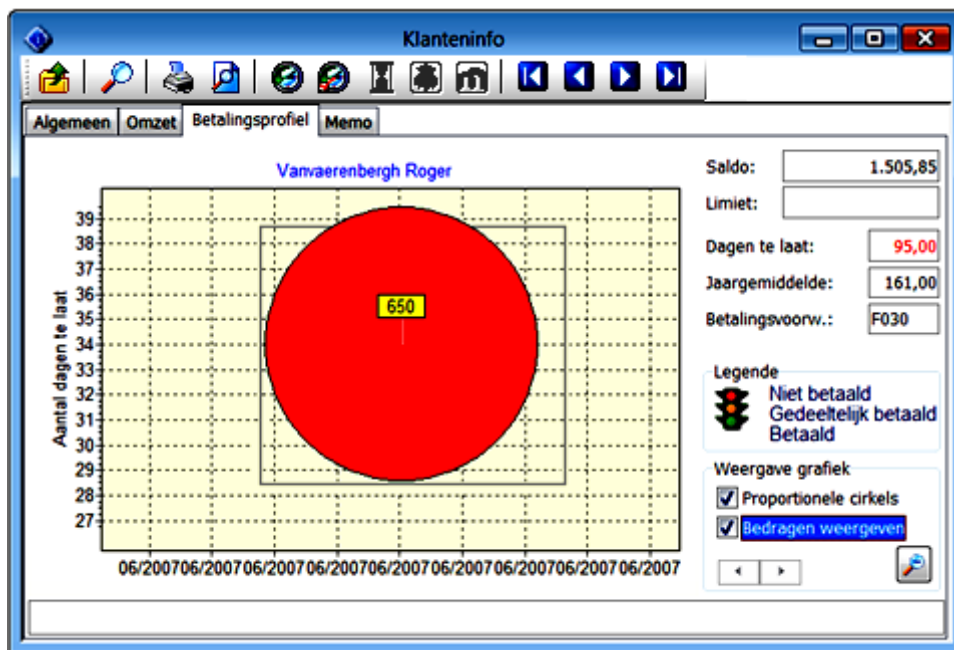 Klanteninfo
Algemeen Omzet Betalingsprofiel Memo
Vanvaerenbergh Roger
Aantal dagen te laat
39
38
37
36
35
34
33
32
31
30
29
28
27
650
06/2007 06/2007 06/2007 06/2007 06/2007 06/2007 06/2007 06/2007 06/2007
Saldo: 1.505,85
Limiet:
Dagen te laat: 95,00
Jaargemiddelde: 161,00
Betalingsvoorw.: F030
Legende
Niet betaald
Gedeeltelijk betaald
Betaald
Weergave grafiek
Proportionele cirkels
Bedragen weergeven